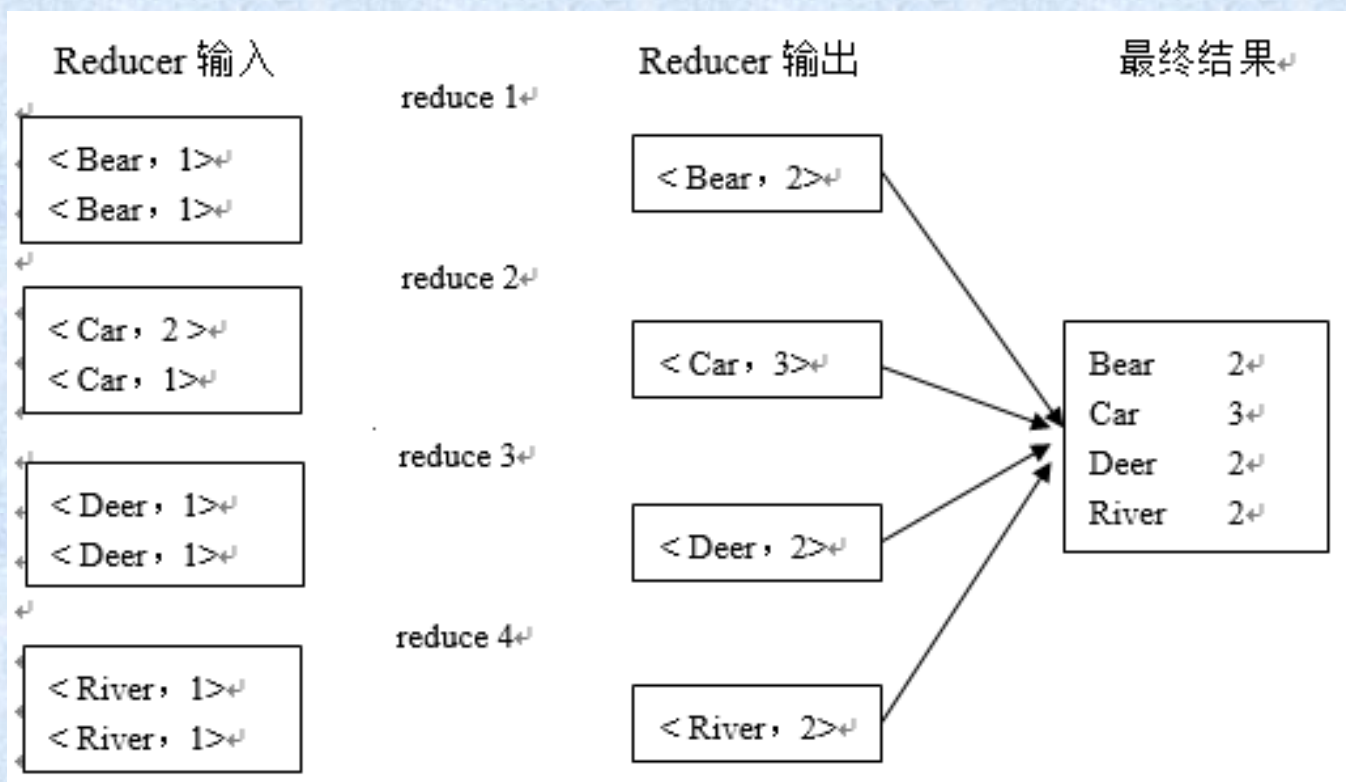 Reducer 输入
Reducer 输出
最终结果
reduce 1
< Bear，1>
< Bear，1>
< Bear，2>
reduce 2
< Car，2 >
< Car，1>
< Car，3>
reduce 3
< Deer，1>
< Deer，1>
< Deer，2>
reduce 4
< River，1>
< River，1>
< River，2>
Bear 2
Car 3
Deer 2
River 2